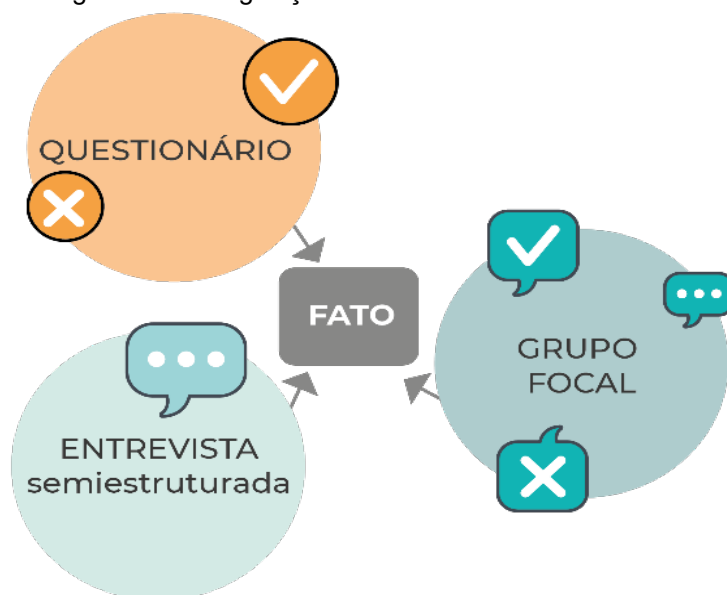 QUESTIONÁRIO
FATO
GRUPO
FOCAL
ENTREVISTA
semiestruturada